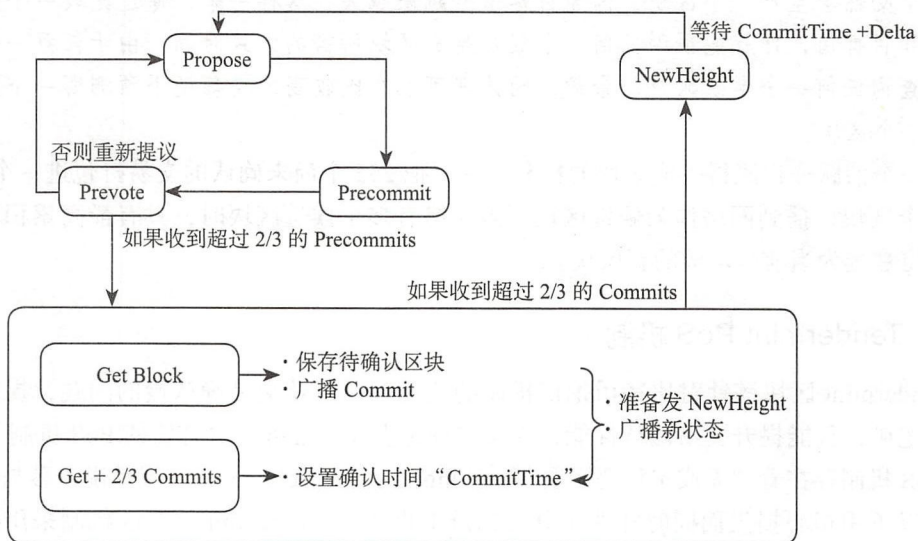 等待 CommitTime +Delta
Propose
NewHeight
否则重新提议
Prevote
Precommit
如果收到超过 2/3 的 Precommits
如果收到超过 2/3 的 Commits
Get Block
· 保存待确认区块
广播 Commit
· 准备发 NewHeight
· 广播新状态
Get + 2/3 Commits
· 设置确认时间“CommitTime”